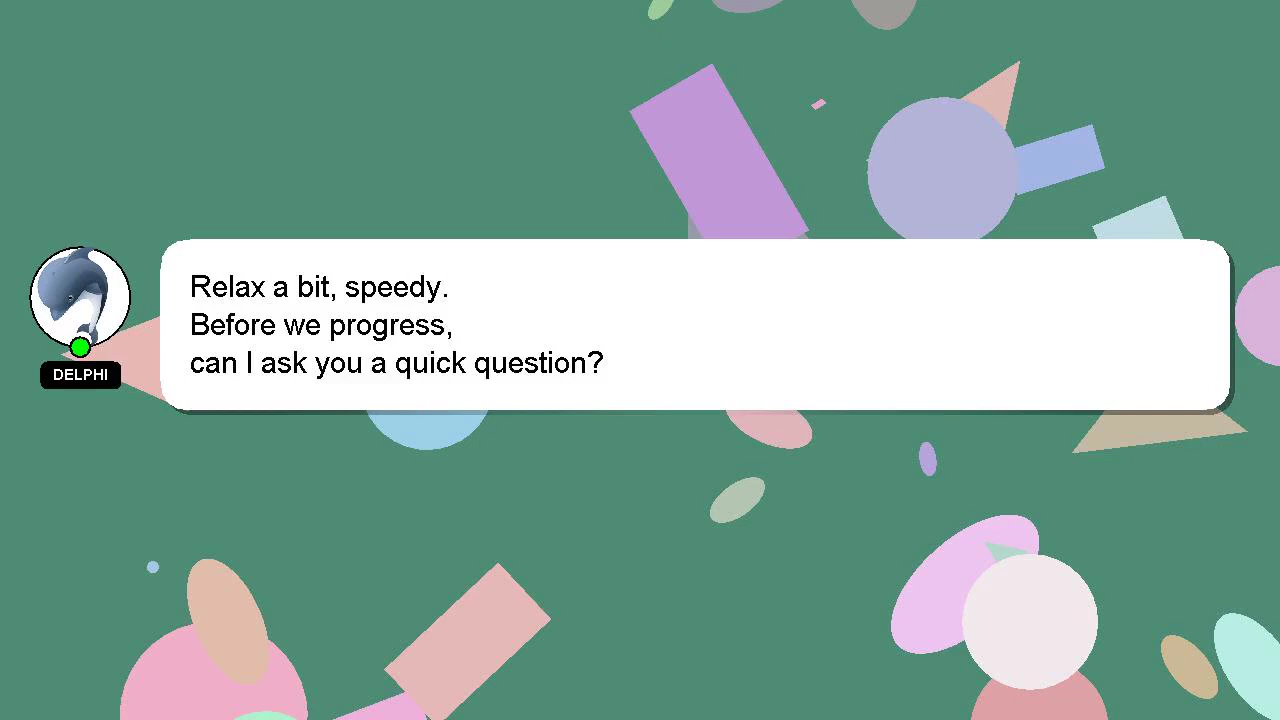 Relax a bit, speedy.
Before we progress,
can I ask you a quick question?
DELPHI